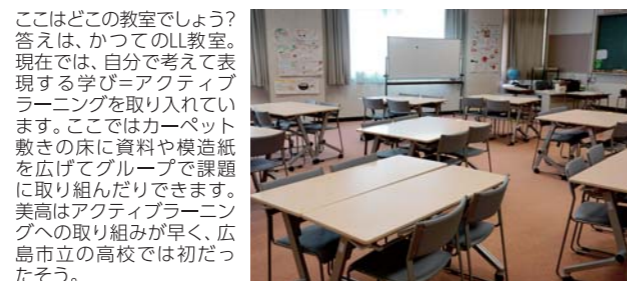 ここはどこの教室でしょう?
答えは、かつてのLL教室。
現在では、自分で考えて表
現する学び=アクティブ
ラーニングを取り入れてい
ます。ここではカーペット
敷きの床に資料や模造紙
を広げてグループで課題
に取り組んだりできます。
美高はアクティブラーニン
グへの取り組みが早く、広
島市立の高校では初だっ
たそう。